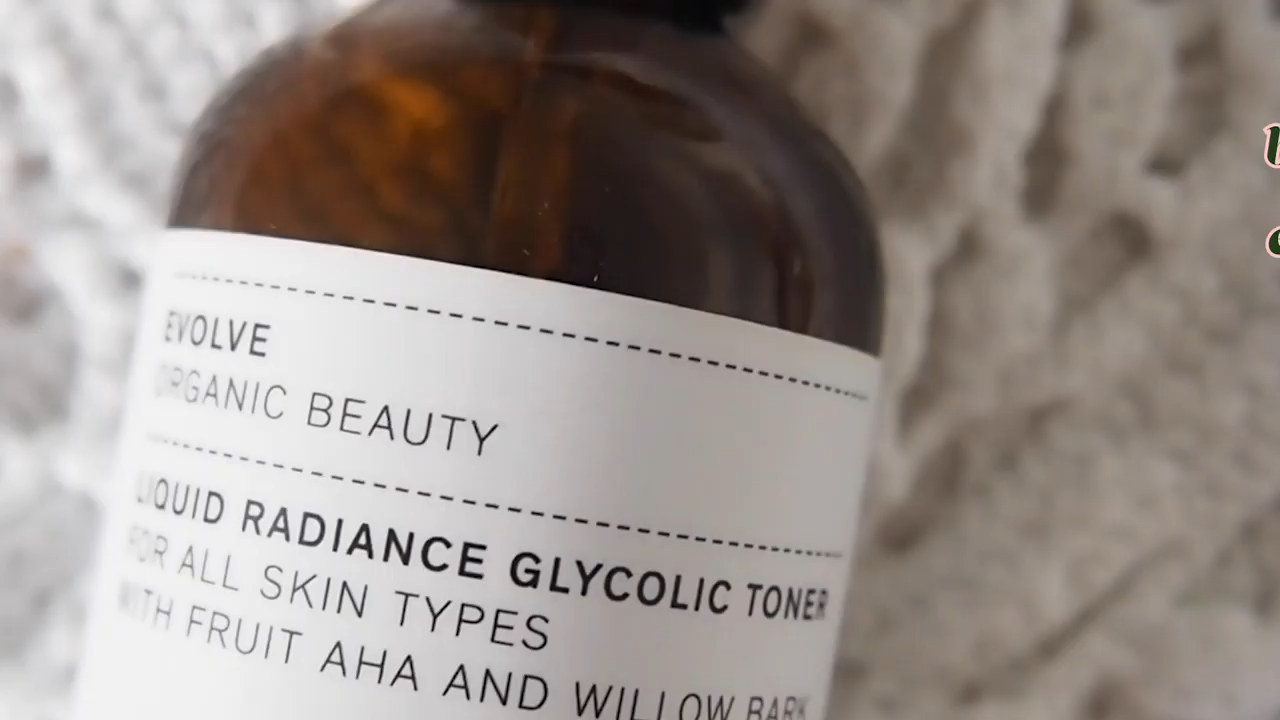 EVOLVE
ORGANIC BEAUTY
LIQUID RADIANCE GLYCOLIC TONER
FOR ALL SKIN TYPES
WITH FRUIT AHA AND WILLOW BARK